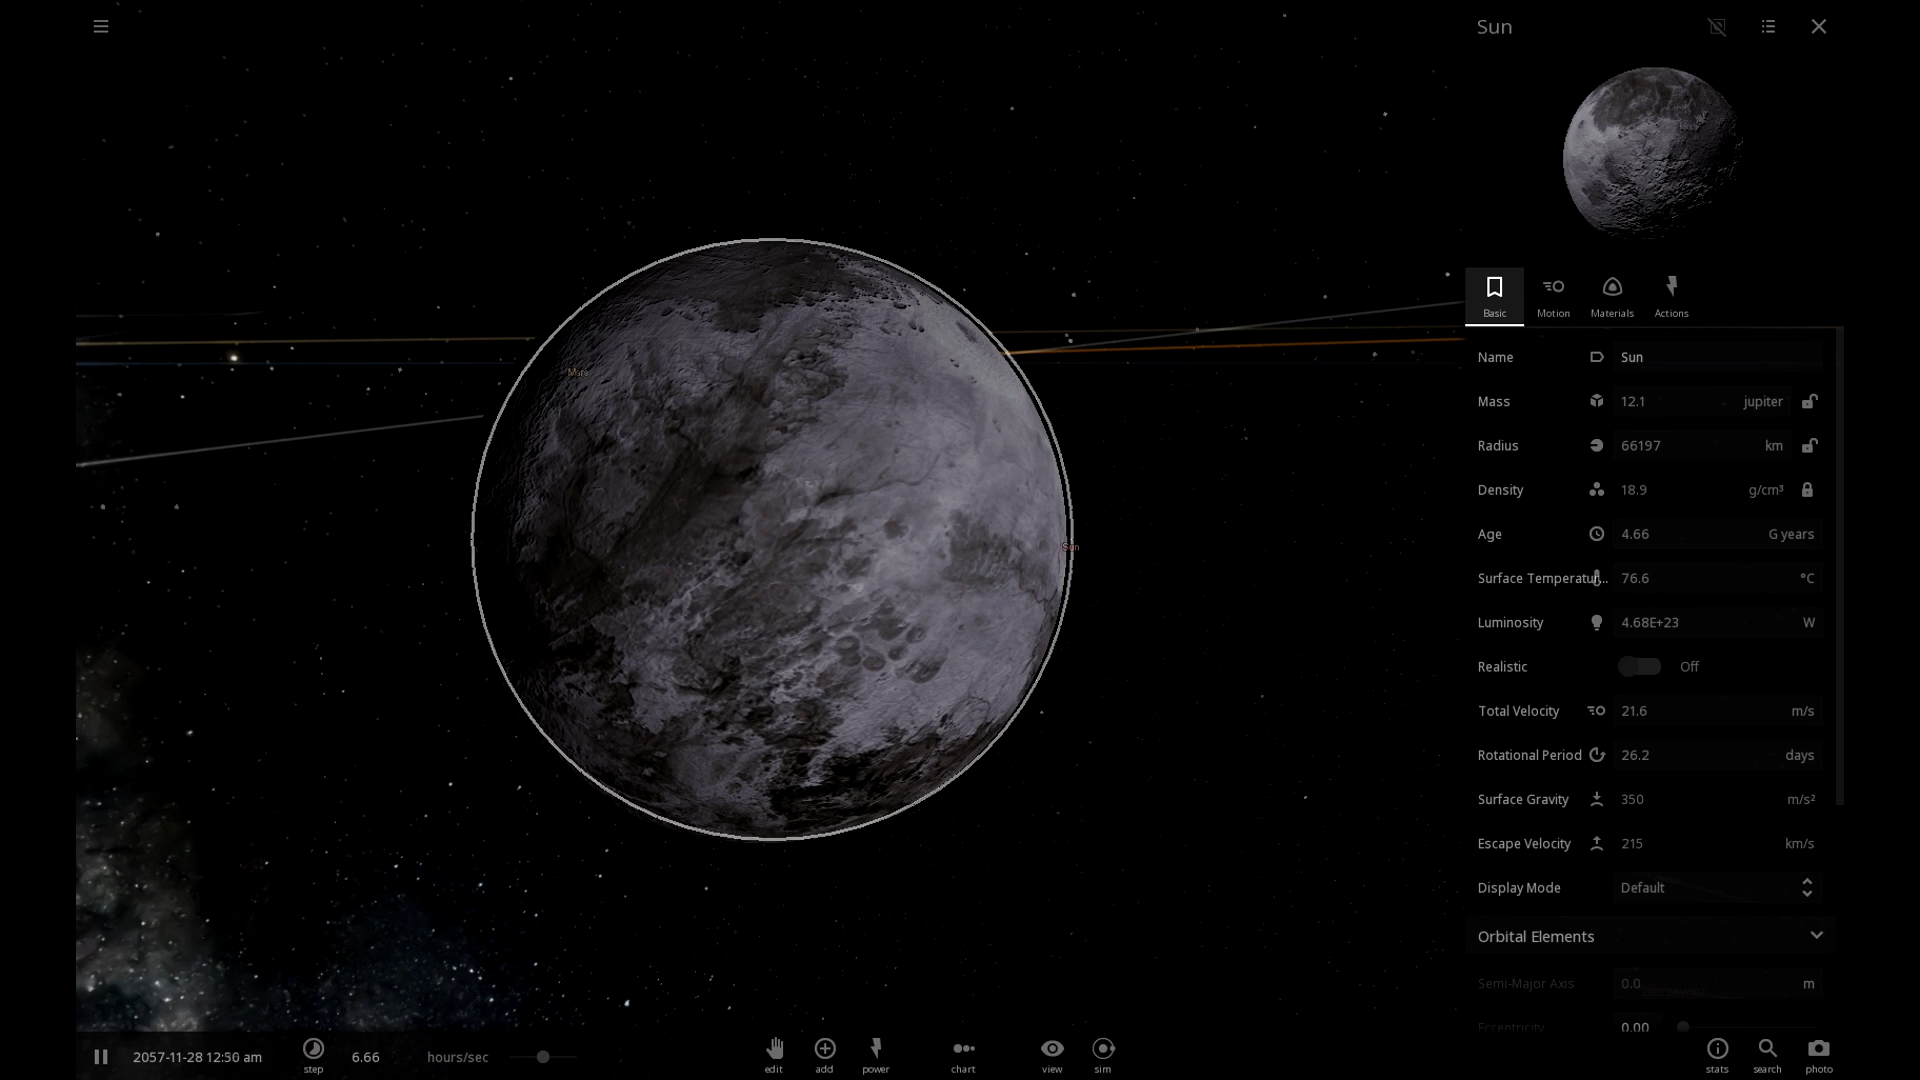 Sun
Basic
Motion
Materials
Actions
Name Sun
Mass 12.1 jupiter
Radius 66197 km
Density 18.9 g/cm³
Age 4.66 G years
Surface Temperatur... 76.6 °C
Luminosity 4.68E+23 W
Realistic Off
Total Velocity 21.6 m/s
Rotational Period 26.2 days
Surface Gravity 350 m/s²
Escape Velocity 215 km/s
Display Mode Default
Orbital Elements
Semi-Major Axis 0.0 m
Eccentricity 0.00
Mars
Sun
2057-11-28 12:50 am
step
6.66 hours/sec
edit
add
power
chart
view
sim
stats
search
photo